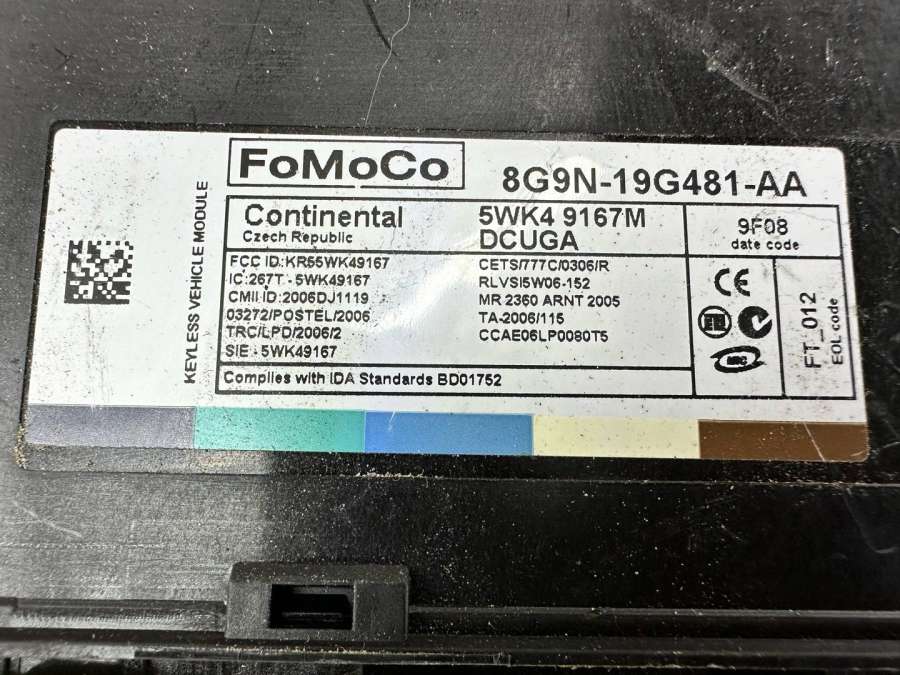 FoMoCo
8G9N-19G481-AA
KEYLESS VEHICLE MODULE
Continental
Czech Republic
5WK4 9167M
DCUGA
9F08
date code
FCC ID:KR55WK49167
IC:267T - 5WK49167
CMII ID:2006DJ1119
03272/POSTEL/2006
TRC/LPD/2006/2
SIE - 5WK49167
CETS/777C/0306/R
RLVSI5W06-152
MR 2360 ARNT 2005
TA-2006/115
CCAE06LP0080T5
CE
FT_012
EOL code
Complies with IDA Standards BD01752